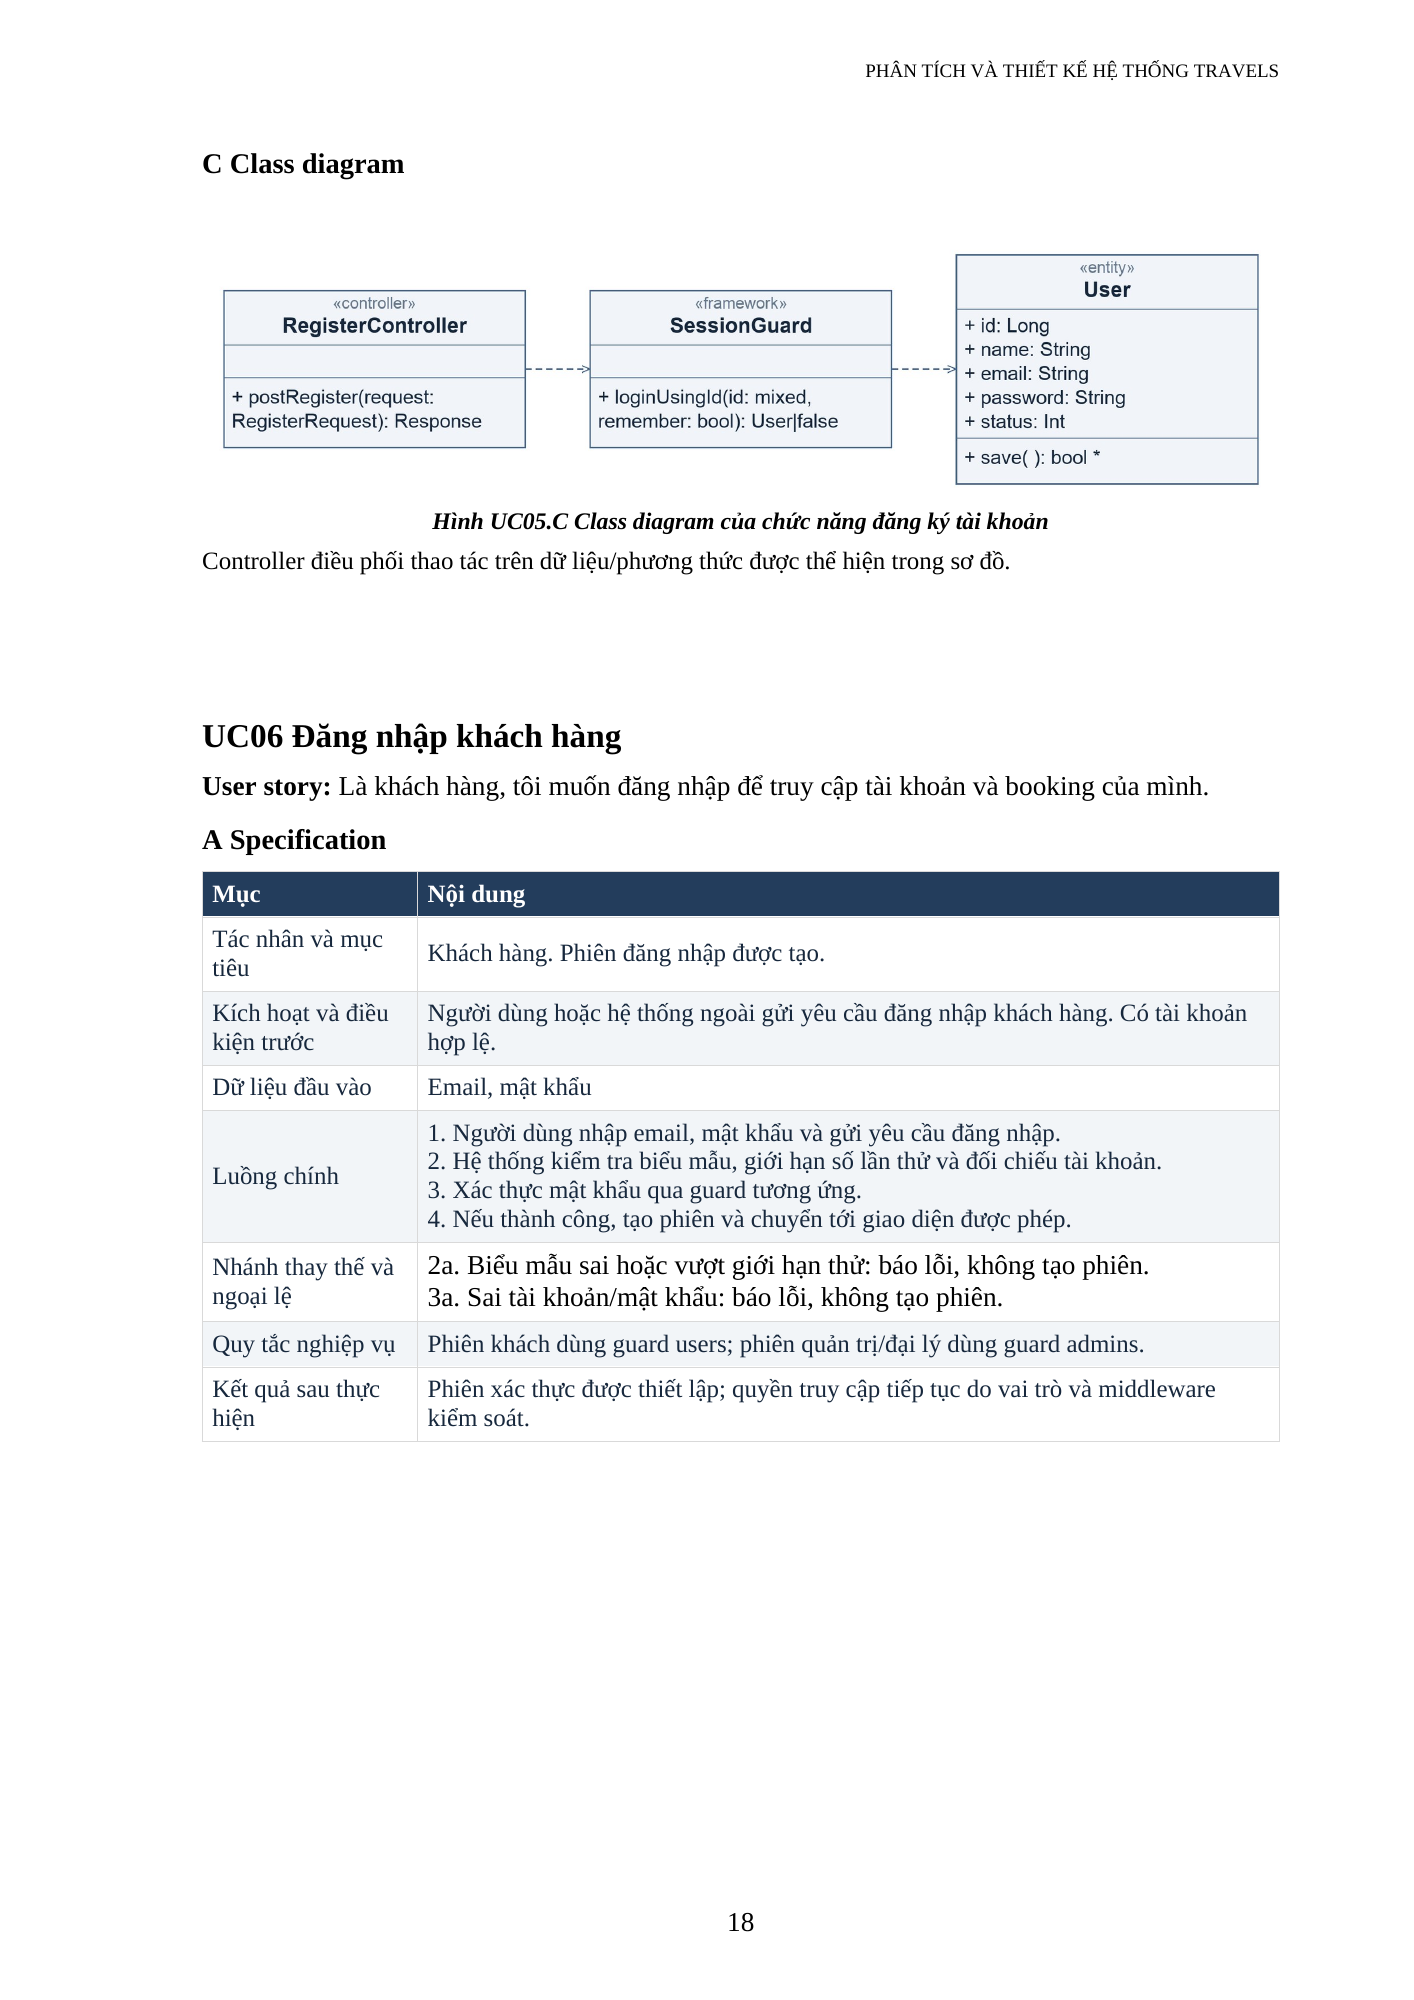 PHÂN TÍCH VÀ THIẾT KẾ HỆ THỐNG TRAVELS
C Class diagram
«controller»
RegisterController
+ postRegister(request:
RegisterRequest): Response
«framework»
SessionGuard
+ loginUsingId(id: mixed,
remember: bool): User|false
«entity»
User
+ id: Long
+ name: String
+ email: String
+ password: String
+ status: Int
+ save( ): bool *
Hình UC05.C Class diagram của chức năng đăng ký tài khoản
Controller điều phối thao tác trên dữ liệu/phương thức được thể hiện trong sơ đồ.
UC06 Đăng nhập khách hàng
User story: Là khách hàng, tôi muốn đăng nhập để truy cập tài khoản và booking của mình.
A Specification
Mục
Nội dung
Tác nhân và mục
tiêu
Khách hàng. Phiên đăng nhập được tạo.
Kích hoạt và điều
kiện trước
Người dùng hoặc hệ thống ngoài gửi yêu cầu đăng nhập khách hàng. Có tài khoản
hợp lệ.
Dữ liệu đầu vào
Email, mật khẩu
Luồng chính
1. Người dùng nhập email, mật khẩu và gửi yêu cầu đăng nhập.
2. Hệ thống kiểm tra biểu mẫu, giới hạn số lần thử và đối chiếu tài khoản.
3. Xác thực mật khẩu qua guard tương ứng.
4. Nếu thành công, tạo phiên và chuyển tới giao diện được phép.
Nhánh thay thế và
ngoại lệ
2a. Biểu mẫu sai hoặc vượt giới hạn thử: báo lỗi, không tạo phiên.
3a. Sai tài khoản/mật khẩu: báo lỗi, không tạo phiên.
Quy tắc nghiệp vụ
Phiên khách dùng guard users; phiên quản trị/đại lý dùng guard admins.
Kết quả sau thực
hiện
Phiên xác thực được thiết lập; quyền truy cập tiếp tục do vai trò và middleware
kiểm soát.
18